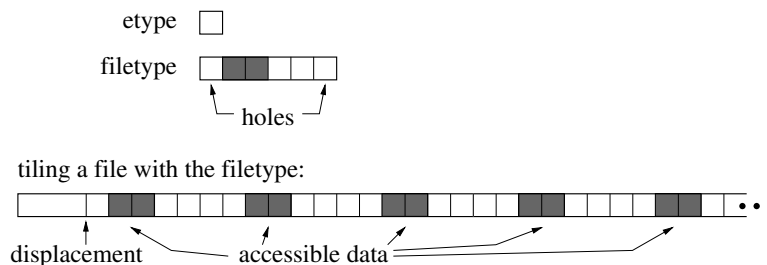 etype
filetype
holes
tiling a file with the filetype:
displacement
accessible data